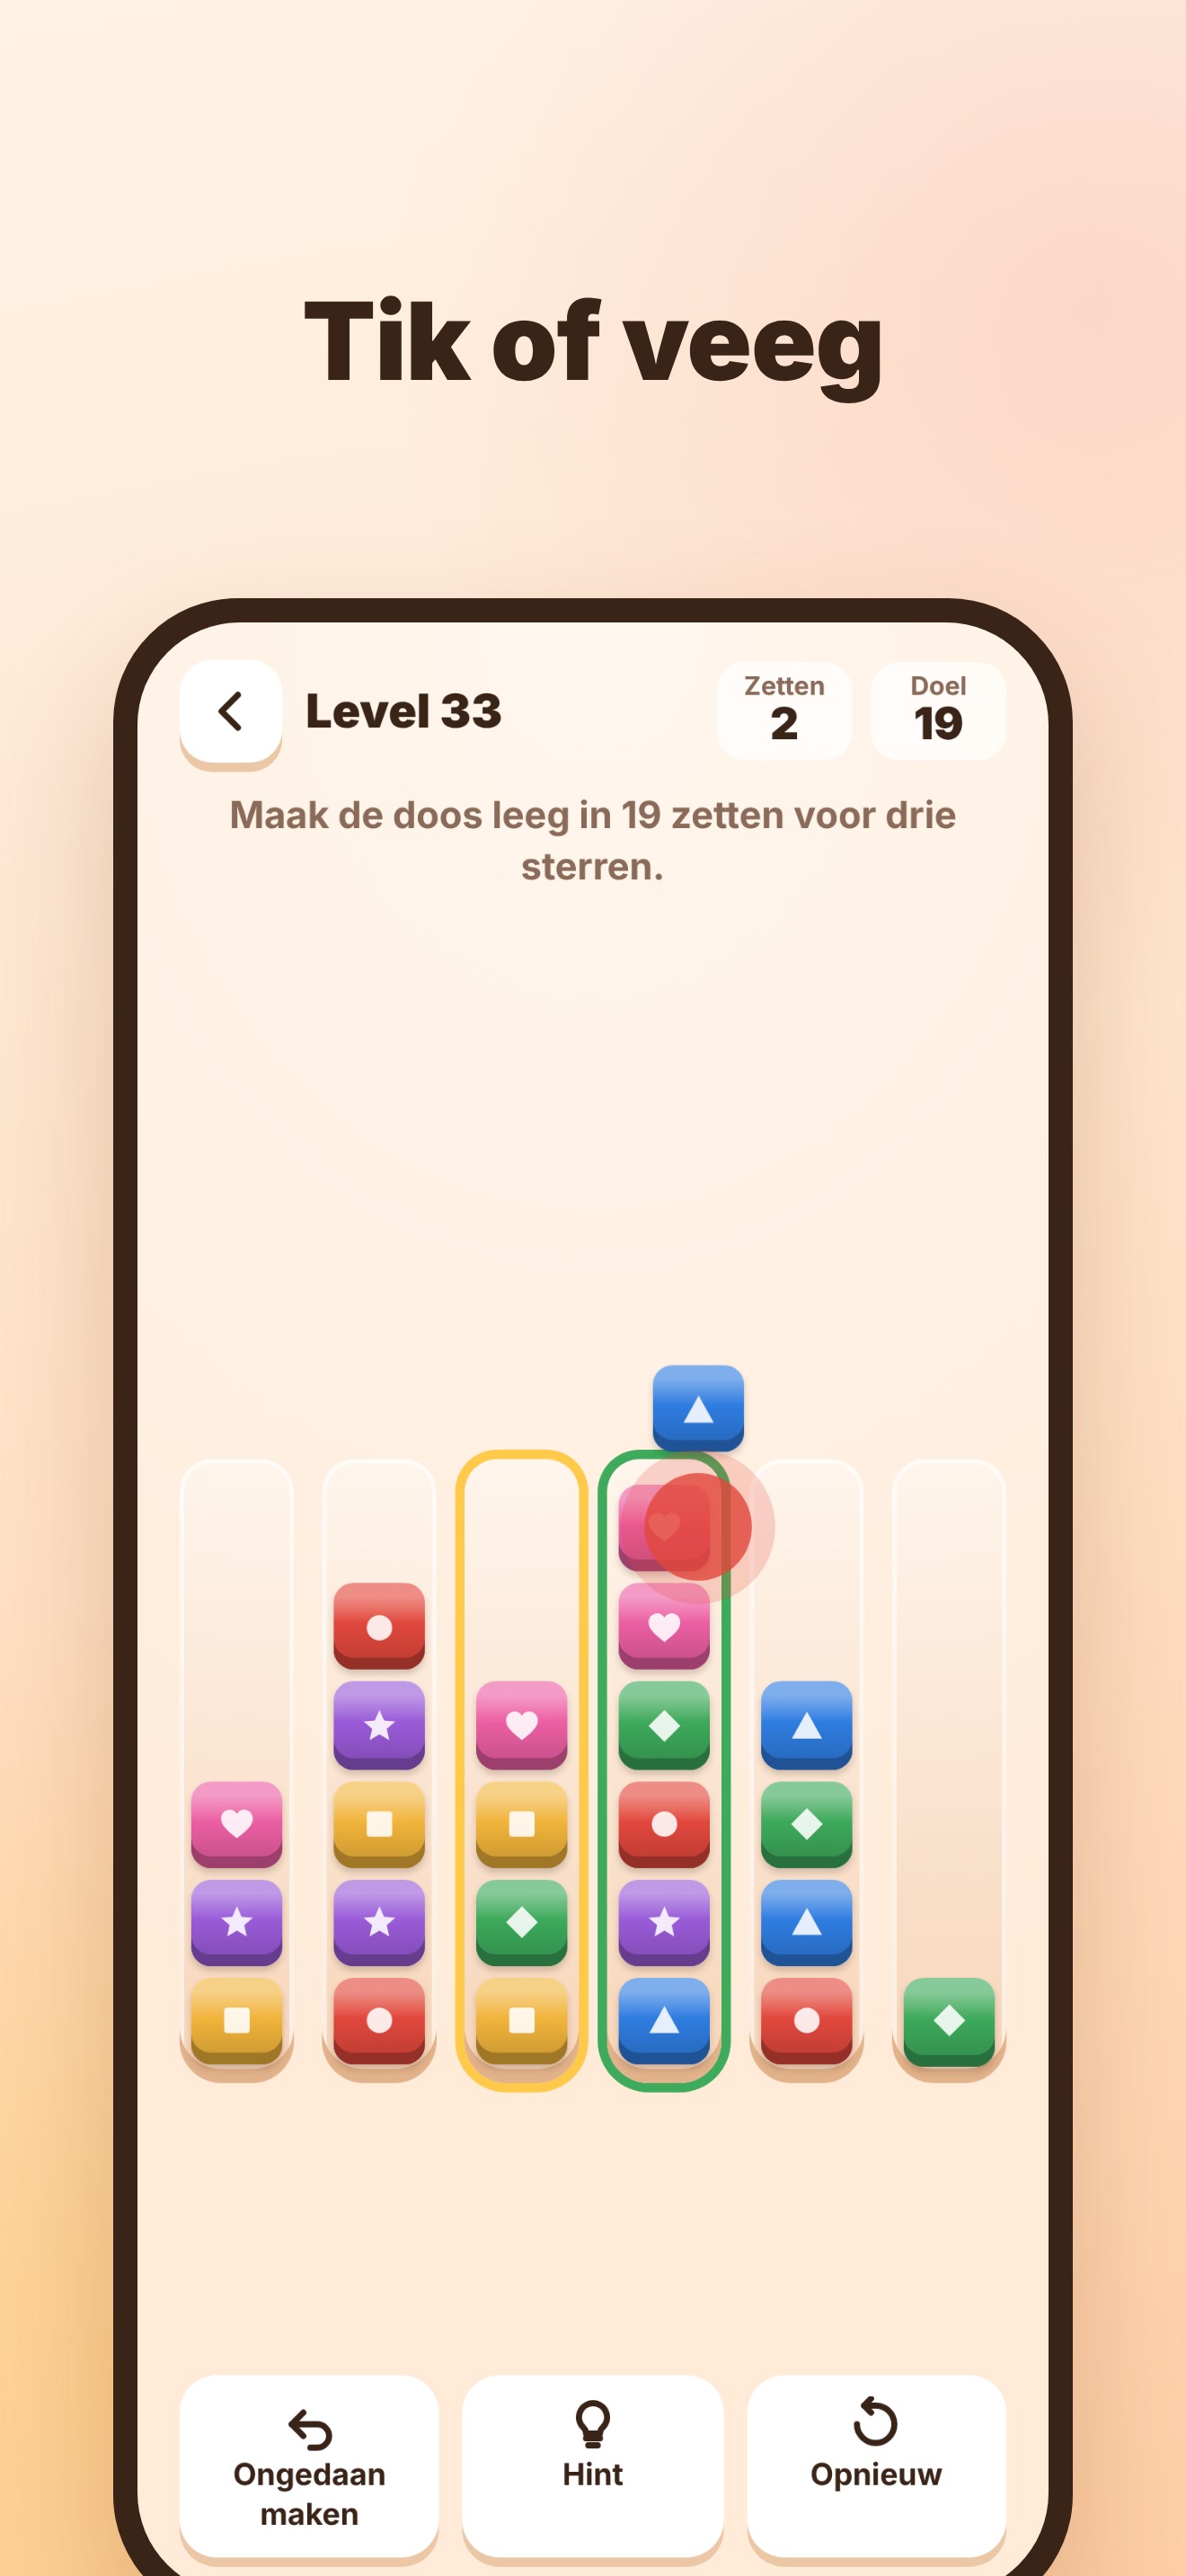 Tik of veeg
Level 33
Zetten
2
Doel
19
Maak de doos leeg in 19 zetten voor drie
sterren.
Ongedaan
maken
Hint
Opnieuw